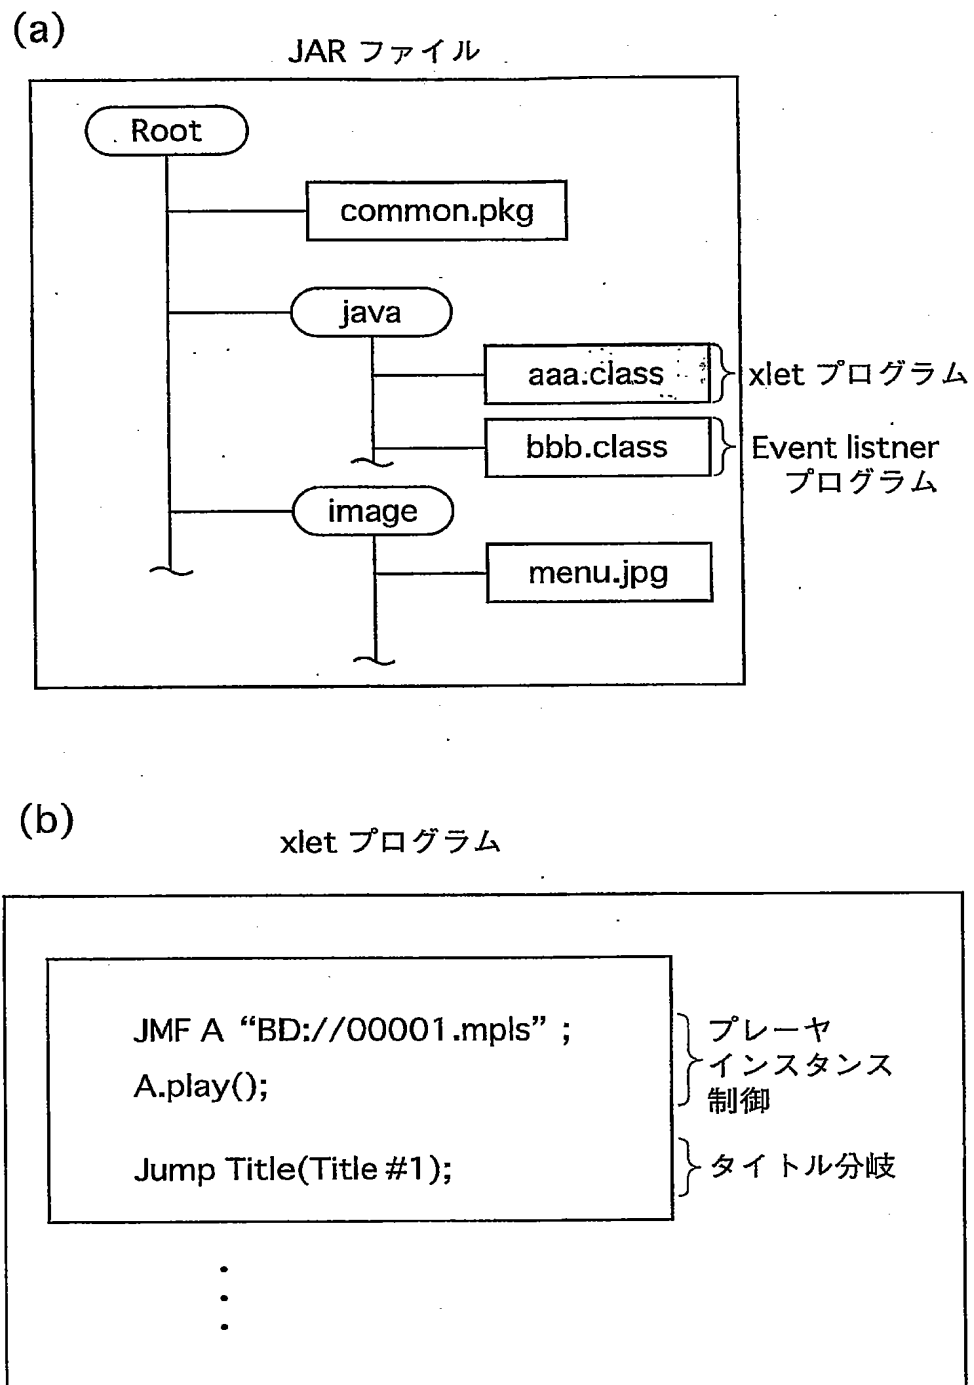 (a)
JAR ファイル
Root
common.pkg
java
aaa.class
xlet プログラム
bbb.class
Event listner
プログラム
image
menu.jpg
(b)
xlet プログラム
JMF A “BD://00001.mpls” ;
A.play();
プレーヤ
インスタンス
制御
Jump Title(Title #1);
タイトル分岐